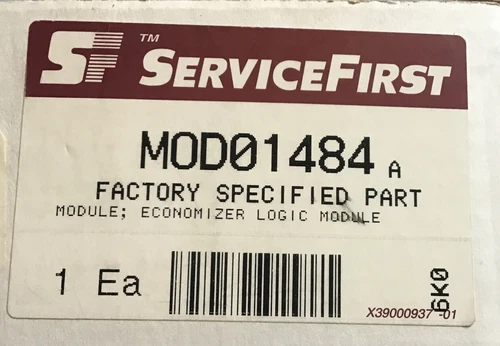 SF ™ SERVICEFIRST
MOD01484 A
FACTORY SPECIFIED PART
MODULE; ECONOMIZER LOGIC MODULE
1 Ea
6K0
X39000937 -01